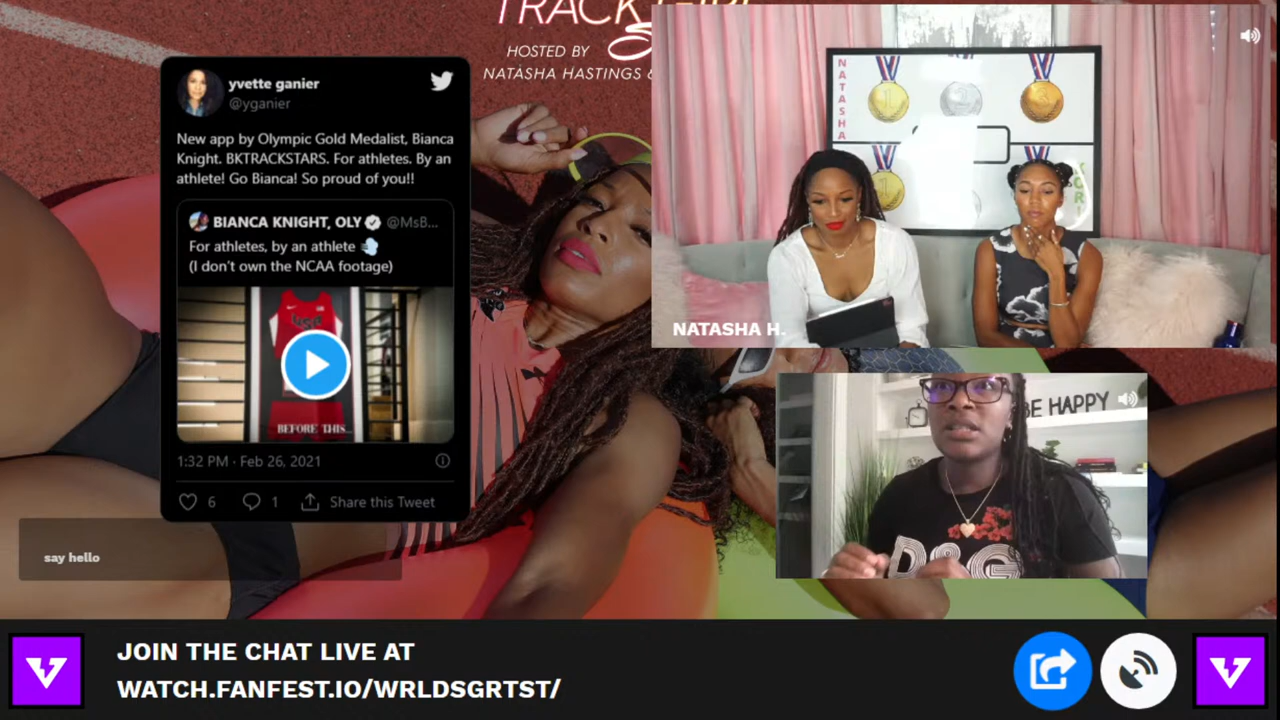 TRACK
HOSTED BY
NATASHA HASTINGS &
yvette ganier
@yganier
New app by Olympic Gold Medalist, Bianca
Knight. BKTRACKSTARS. For athletes. By an
athlete! Go Bianca! So proud of you!!
BIANCA KNIGHT, OLY @MsB...
For athletes, by an athlete 💨
(I don't own the NCAA footage)
BEFORE THIS...
1:32 PM · Feb 26, 2021
6 1 Share this Tweet
say hello
NATASHA
NATASHA H.
BE HAPPY
D&G
JOIN THE CHAT LIVE AT
WATCH.FANFEST.IO/WRLDSGRTST/